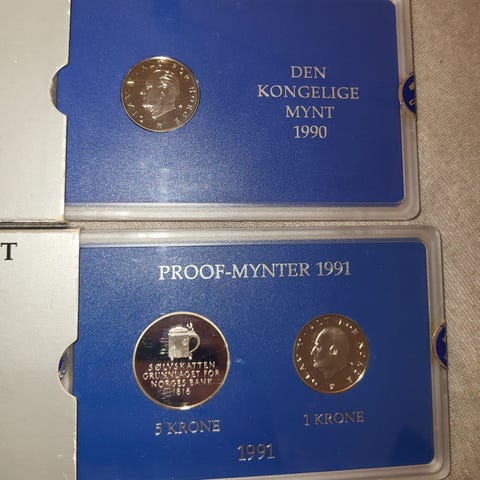 DEN
KONGELIGE
MYNT
1990
T
PROOF-MYNTER 1991
SØLVSKATTEN
GRUNNLAGET FOR
NORGES BANK
1816
5 KRONE
1 KRONE
1991